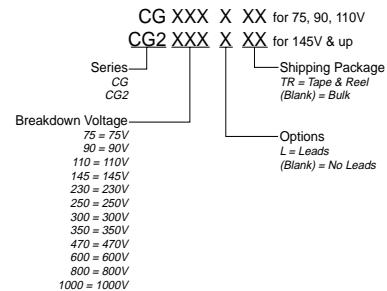 CG XXX X XX for 75, 90, 110V
CG2 XXX X XX for 145V & up
Series
CG
CG2
Shipping Package
TR = Tape & Reel
(Blank) = Bulk
Breakdown Voltage
75 = 75V
90 = 90V
110 = 110V
145 = 145V
230 = 230V
250 = 250V
300 = 300V
350 = 350V
470 = 470V
600 = 600V
800 = 800V
1000 = 1000V
Options
L = Leads
(Blank) = No Leads